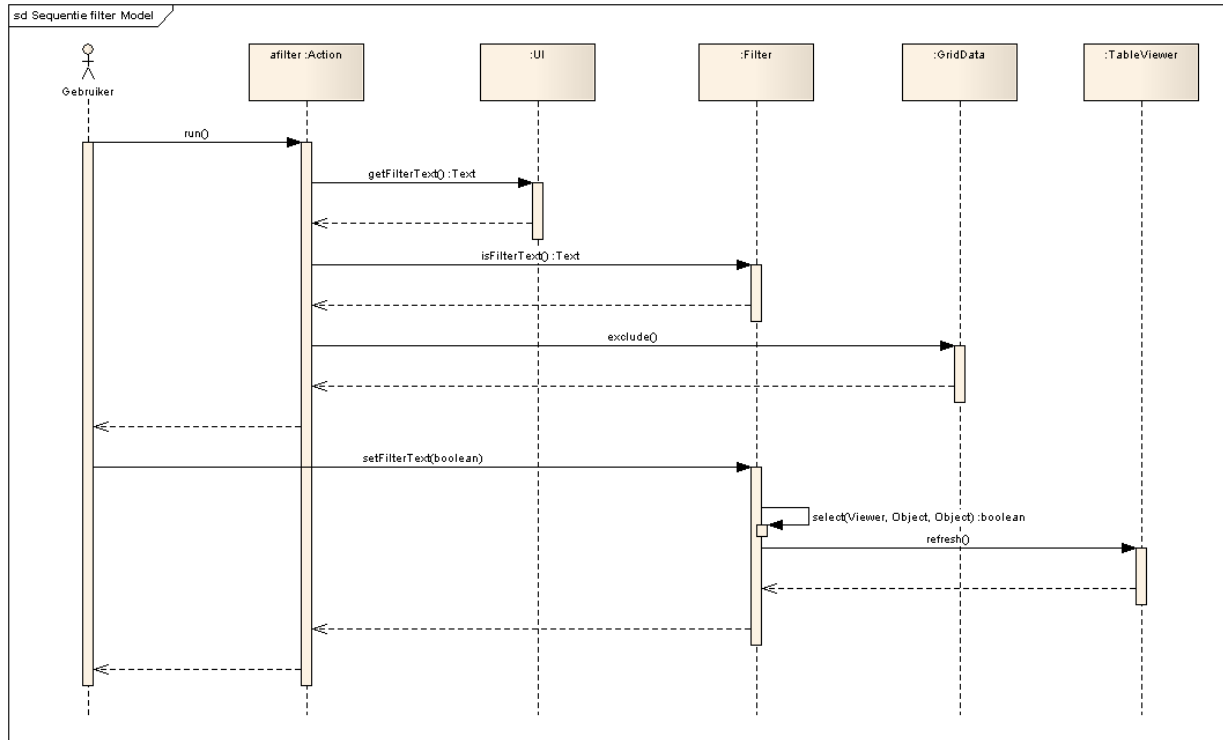 sd Sequentie filter Model
Gebruiker
afilter :Action
:UI
:Filter
:GridData
:TableViewer
run()
getFilterText() :Text
isFilterText() :Text
exclude()
setFilterText(boolean)
select(Viewer, Object, Object) :boolean
refresh()